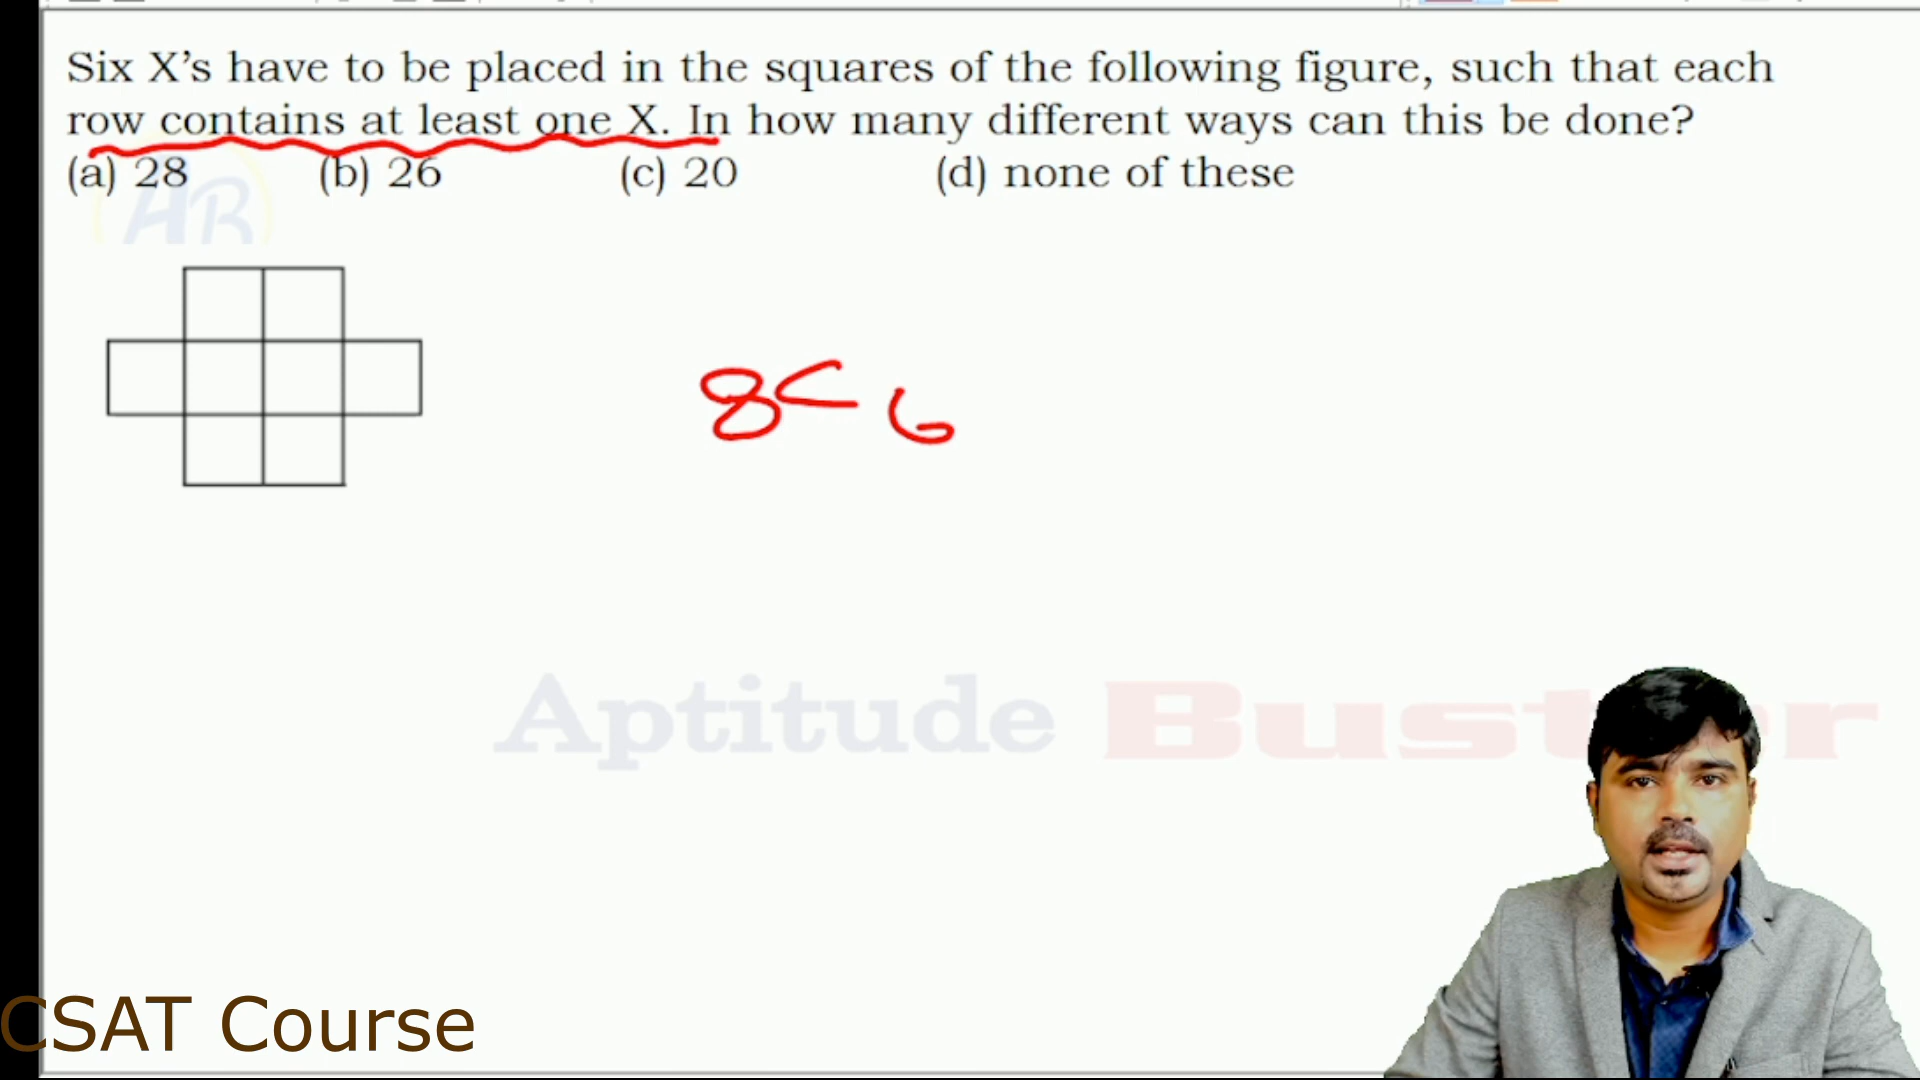 Six X’s have to be placed in the squares of the following figure, such that each
row contains at least one X. In how many different ways can this be done?
(a) 28 (b) 26 (c) 20 (d) none of these
AB
8C6
Aptitude Buster
CSAT Course